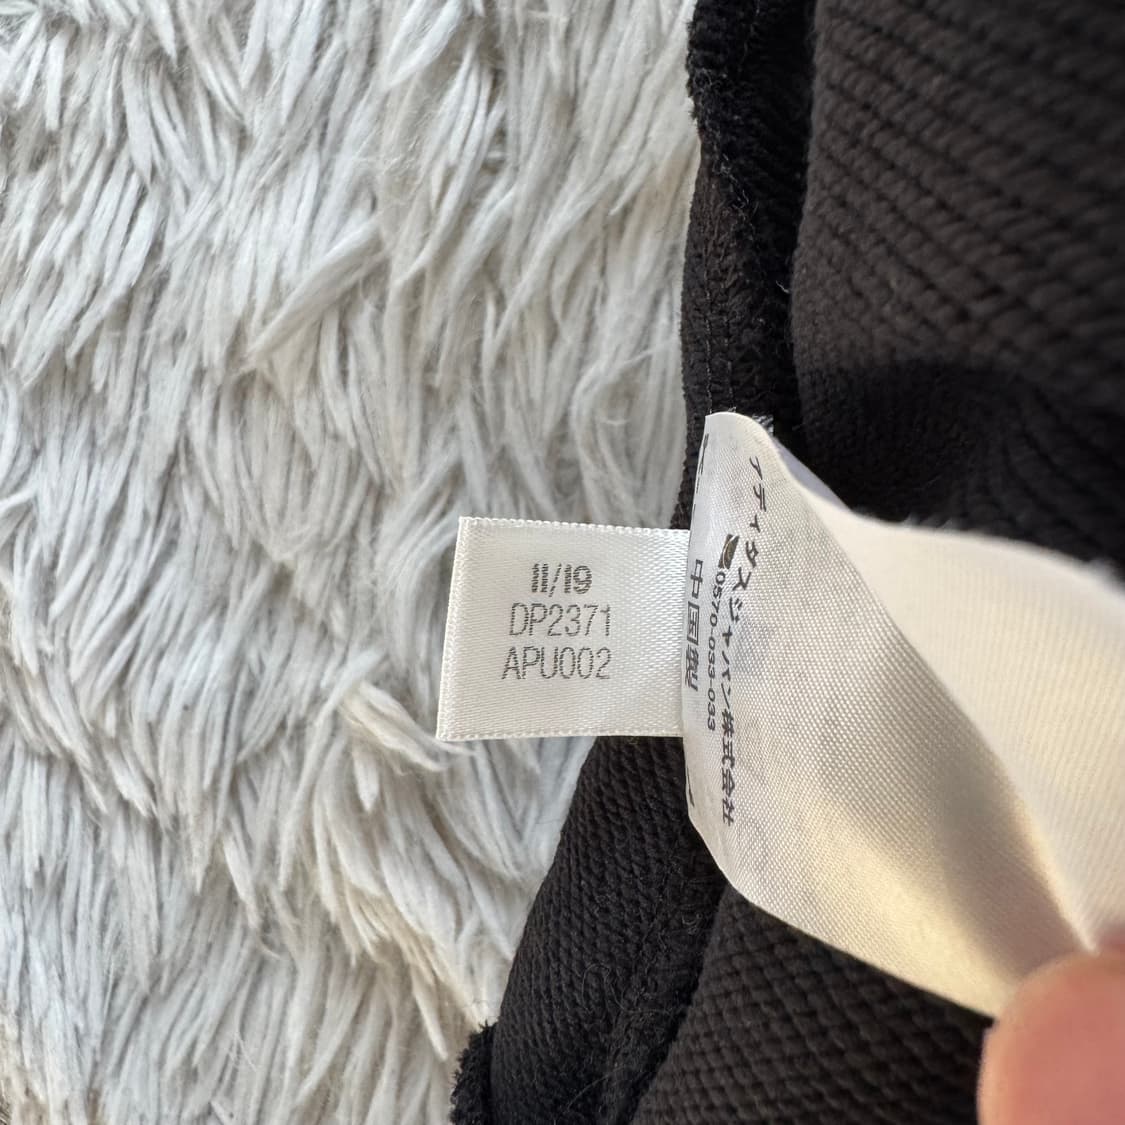 11/19
DP2371
APU002
アディダスジャパン株式会社
0570-033-033
中国製